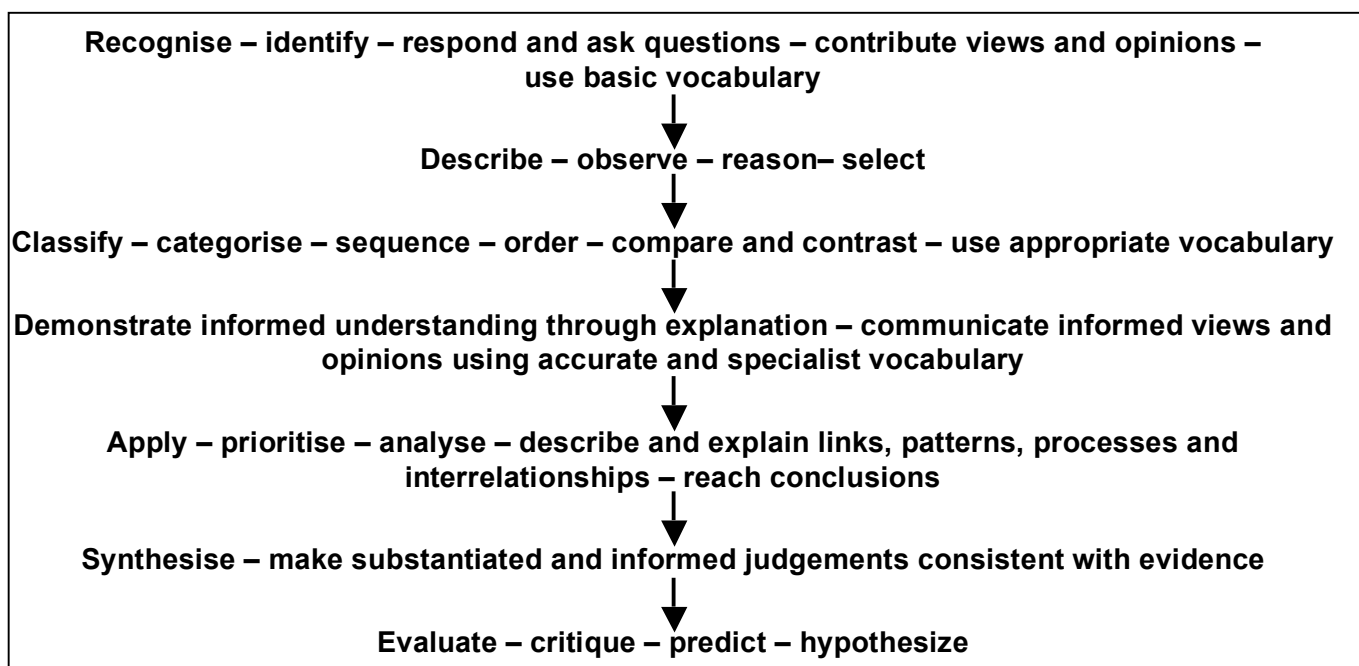 Recognise – identify – respond and ask questions – contribute views and opinions –
use basic vocabulary
Describe – observe – reason– select
Classify – categorise – sequence – order – compare and contrast – use appropriate vocabulary
Demonstrate informed understanding through explanation – communicate informed views and
opinions using accurate and specialist vocabulary
Apply – prioritise – analyse – describe and explain links, patterns, processes and
interrelationships – reach conclusions
Synthesise – make substantiated and informed judgements consistent with evidence
Evaluate – critique – predict – hypothesize